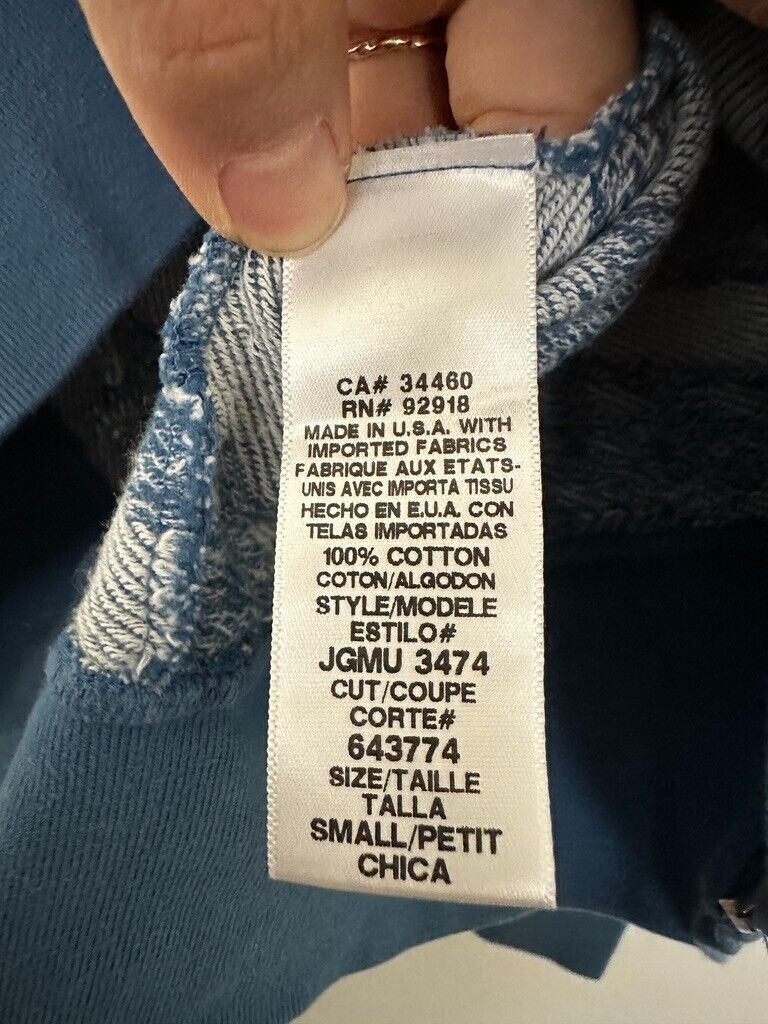 CA# 34460
RN# 92918
MADE IN U.S.A. WITH
IMPORTED FABRICS
FABRIQUE AUX ETATS-
UNIS AVEC IMPORTA TISSU
HECHO EN E.U.A. CON
TELAS IMPORTADAS
100% COTTON
COTON/ALGODON
STYLE/MODELE
ESTILO#
JGMU 3474
CUT/COUPE
CORTE#
643774
SIZE/TAILLE
TALLA
SMALL/PETIT
CHICA